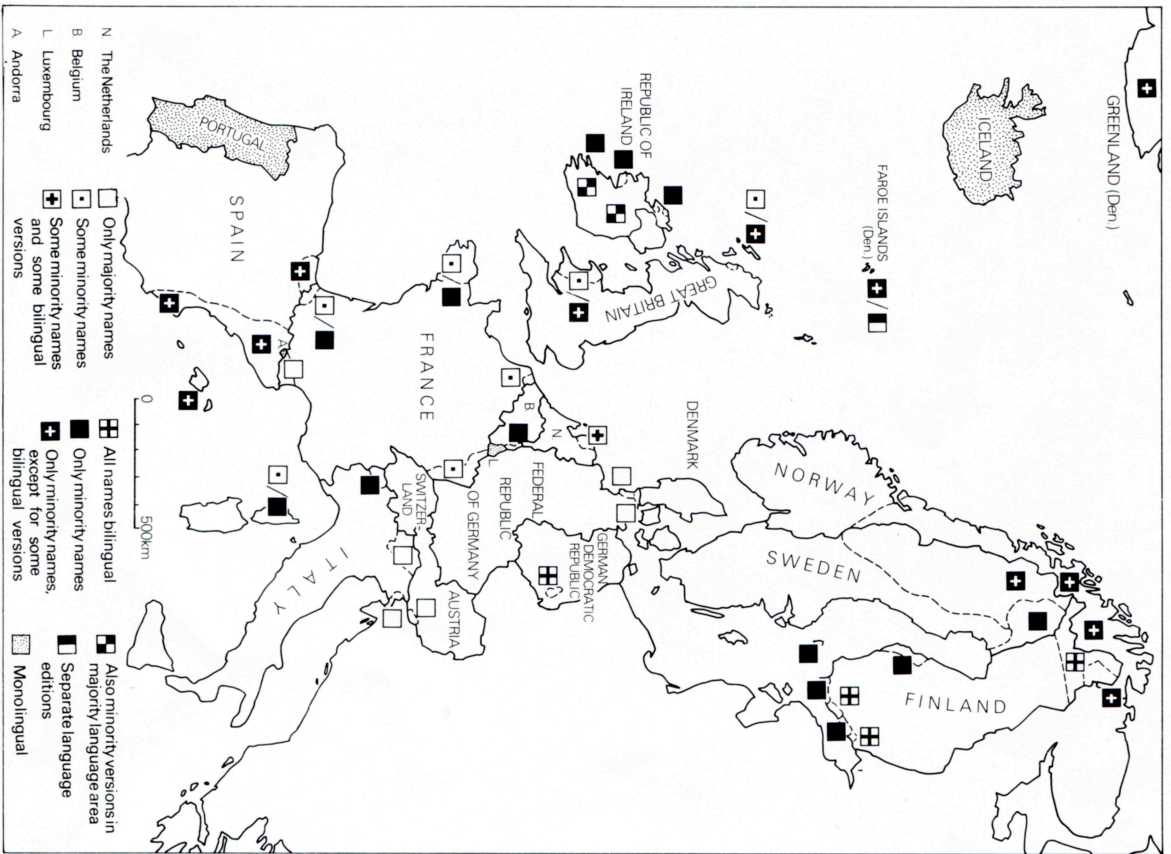 GREENLAND (Den.)
ICELAND
FAROE ISLANDS
(Den.)
REPUBLIC OF
IRELAND
GREAT BRITAIN
DENMARK
NORWAY
SWEDEN
FINLAND
N
B
L
FEDERAL
REPUBLIC
OF GERMANY
GERMAN
DEMOCRATIC
REPUBLIC
FRANCE
SWITZER-
LAND
AUSTRIA
ITALY
PORTUGAL
SPAIN
A
0 500km
N The Netherlands
B Belgium
L Luxembourg
A Andorra
Only majority names
Some minority names
Some minority names
and some bilingual
versions
All names bilingual
Only minority names
Only minority names,
except for some
bilingual versions
Also minority versions in
majority language area
Separate language
editions
Monolingual